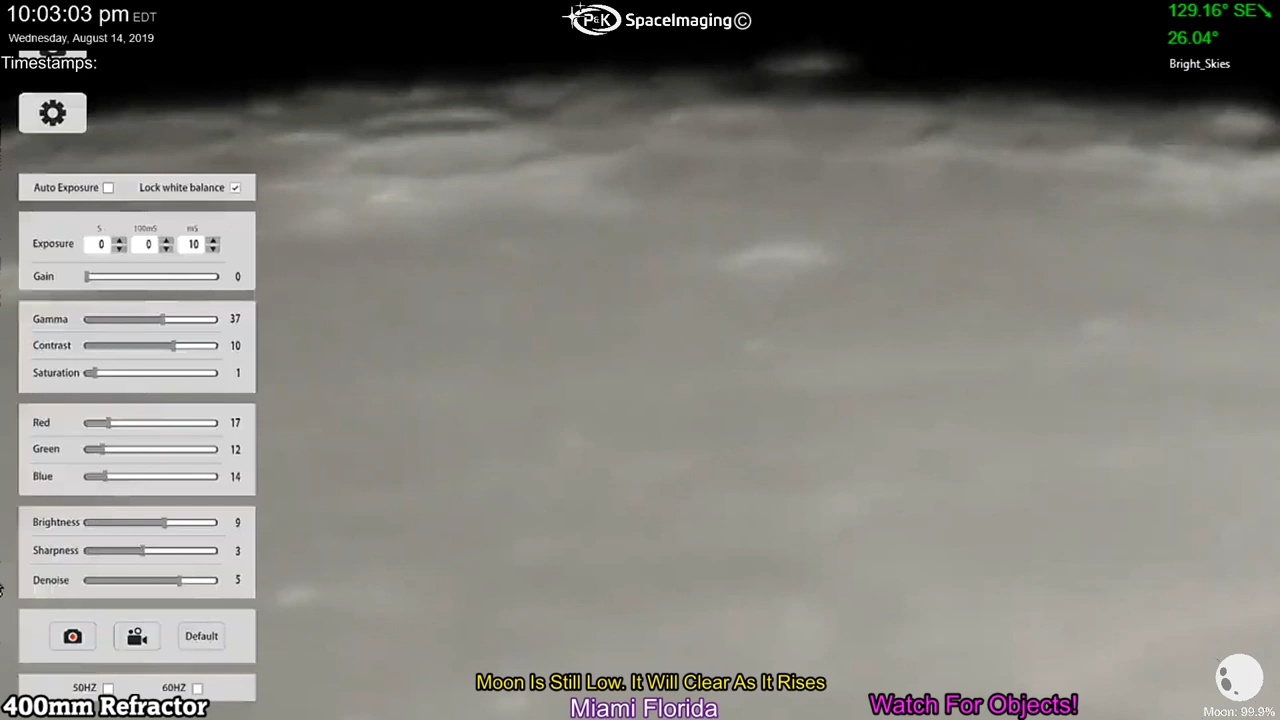 10:03:03 pm EDT
Wednesday, August 14, 2019
Timestamps:
P&K SpaceImaging©
129.16° SE↘
26.04°
Bright_Skies
Auto Exposure Lock white balance
S 100mS mS
Exposure 0 0 10
Gain 0
Gamma 37
Contrast 10
Saturation 1
Red 17
Green 12
Blue 14
Brightness 9
Sharpness 3
Denoise 5
Default
50HZ 60HZ
400mm Refractor
Moon Is Still Low. It Will Clear As It Rises
Miami Florida
Watch For Objects!
Moon: 99.9%